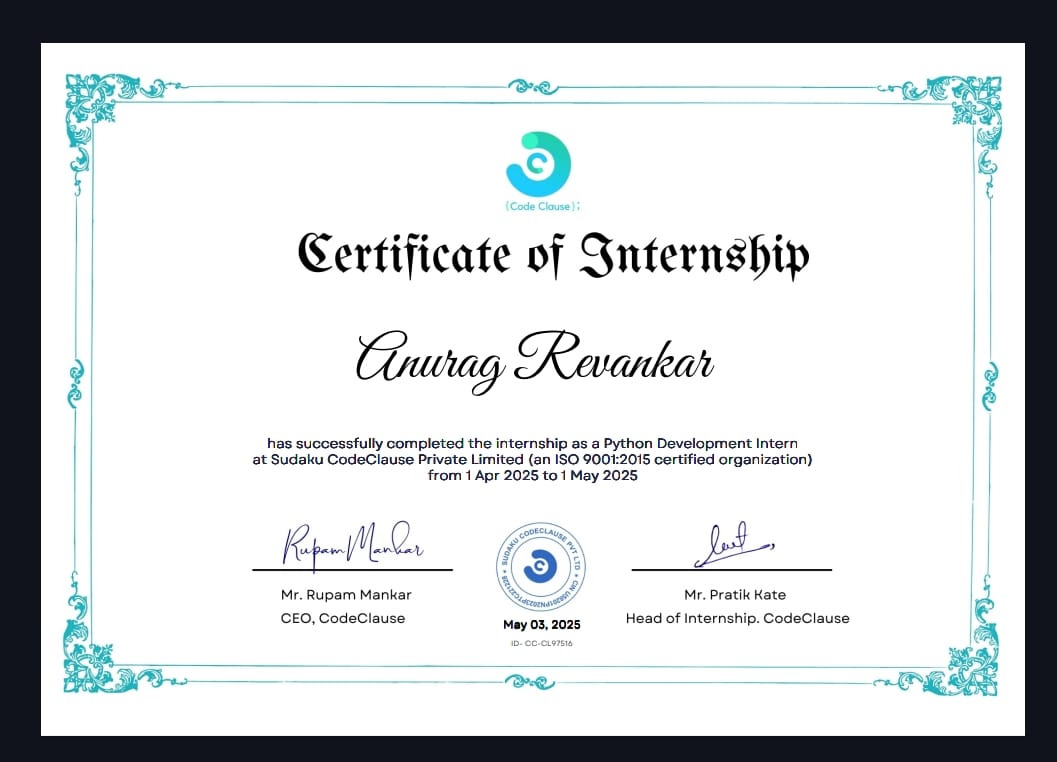 {Code Clause};
Certificate of Internship
Anurag Revankar
has successfully completed the internship as a Python Development Intern
at Sudaku CodeClause Private Limited (an ISO 9001:2015 certified organization)
from 1 Apr 2025 to 1 May 2025
Rupam Mankar
Mr. Rupam Mankar
CEO, CodeClause
SUDAKU CODECLAUSE PVT LTD
May 03, 2025
ID- CC-CL97516
Mr. Pratik Kate
Head of Internship. CodeClause